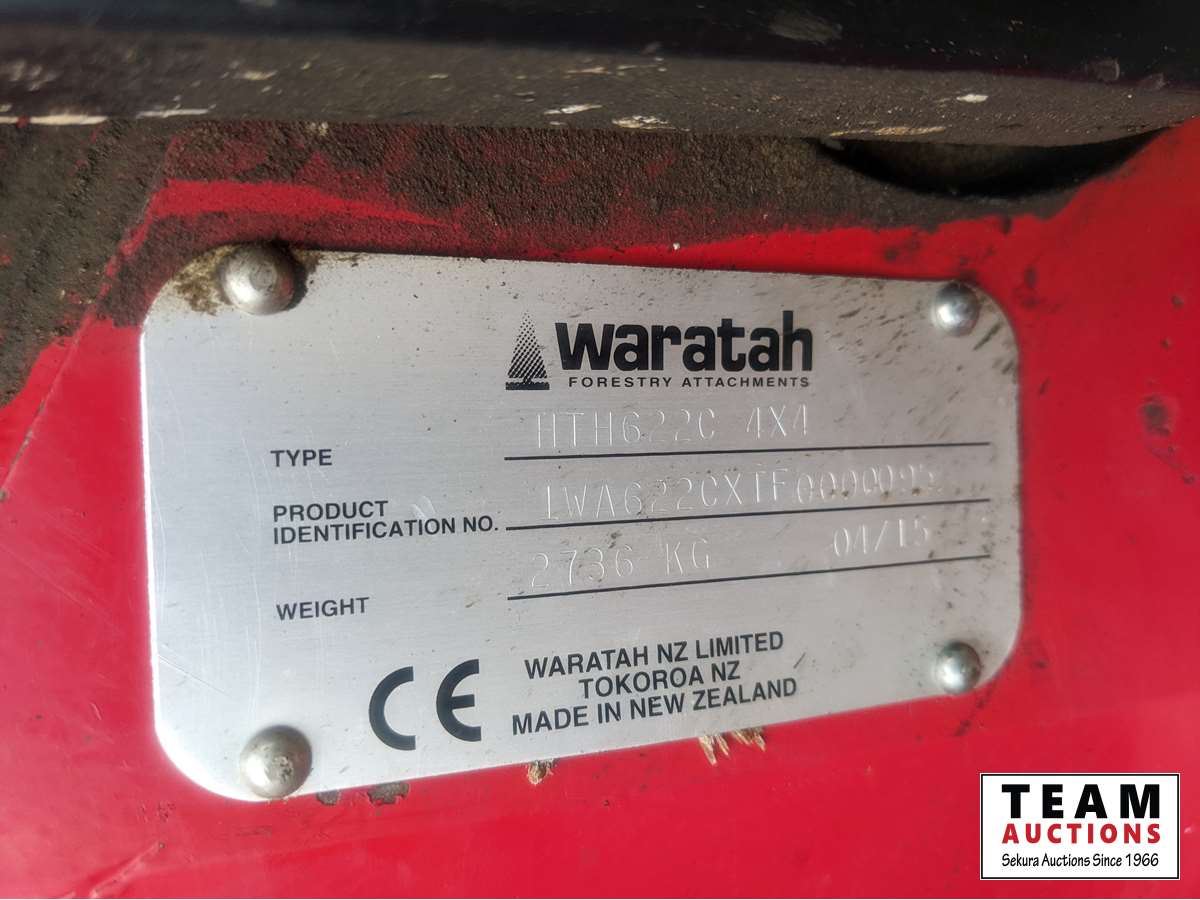 waratah
FORESTRY ATTACHMENTS
TYPE HTH622C 4X4
PRODUCT
IDENTIFICATION NO.
WEIGHT 2736 KG 04/15
CE
WARATAH NZ LIMITED
TOKOROA NZ
MADE IN NEW ZEALAND
TEAM
AUCTIONS
Sekura Auctions Since 1966